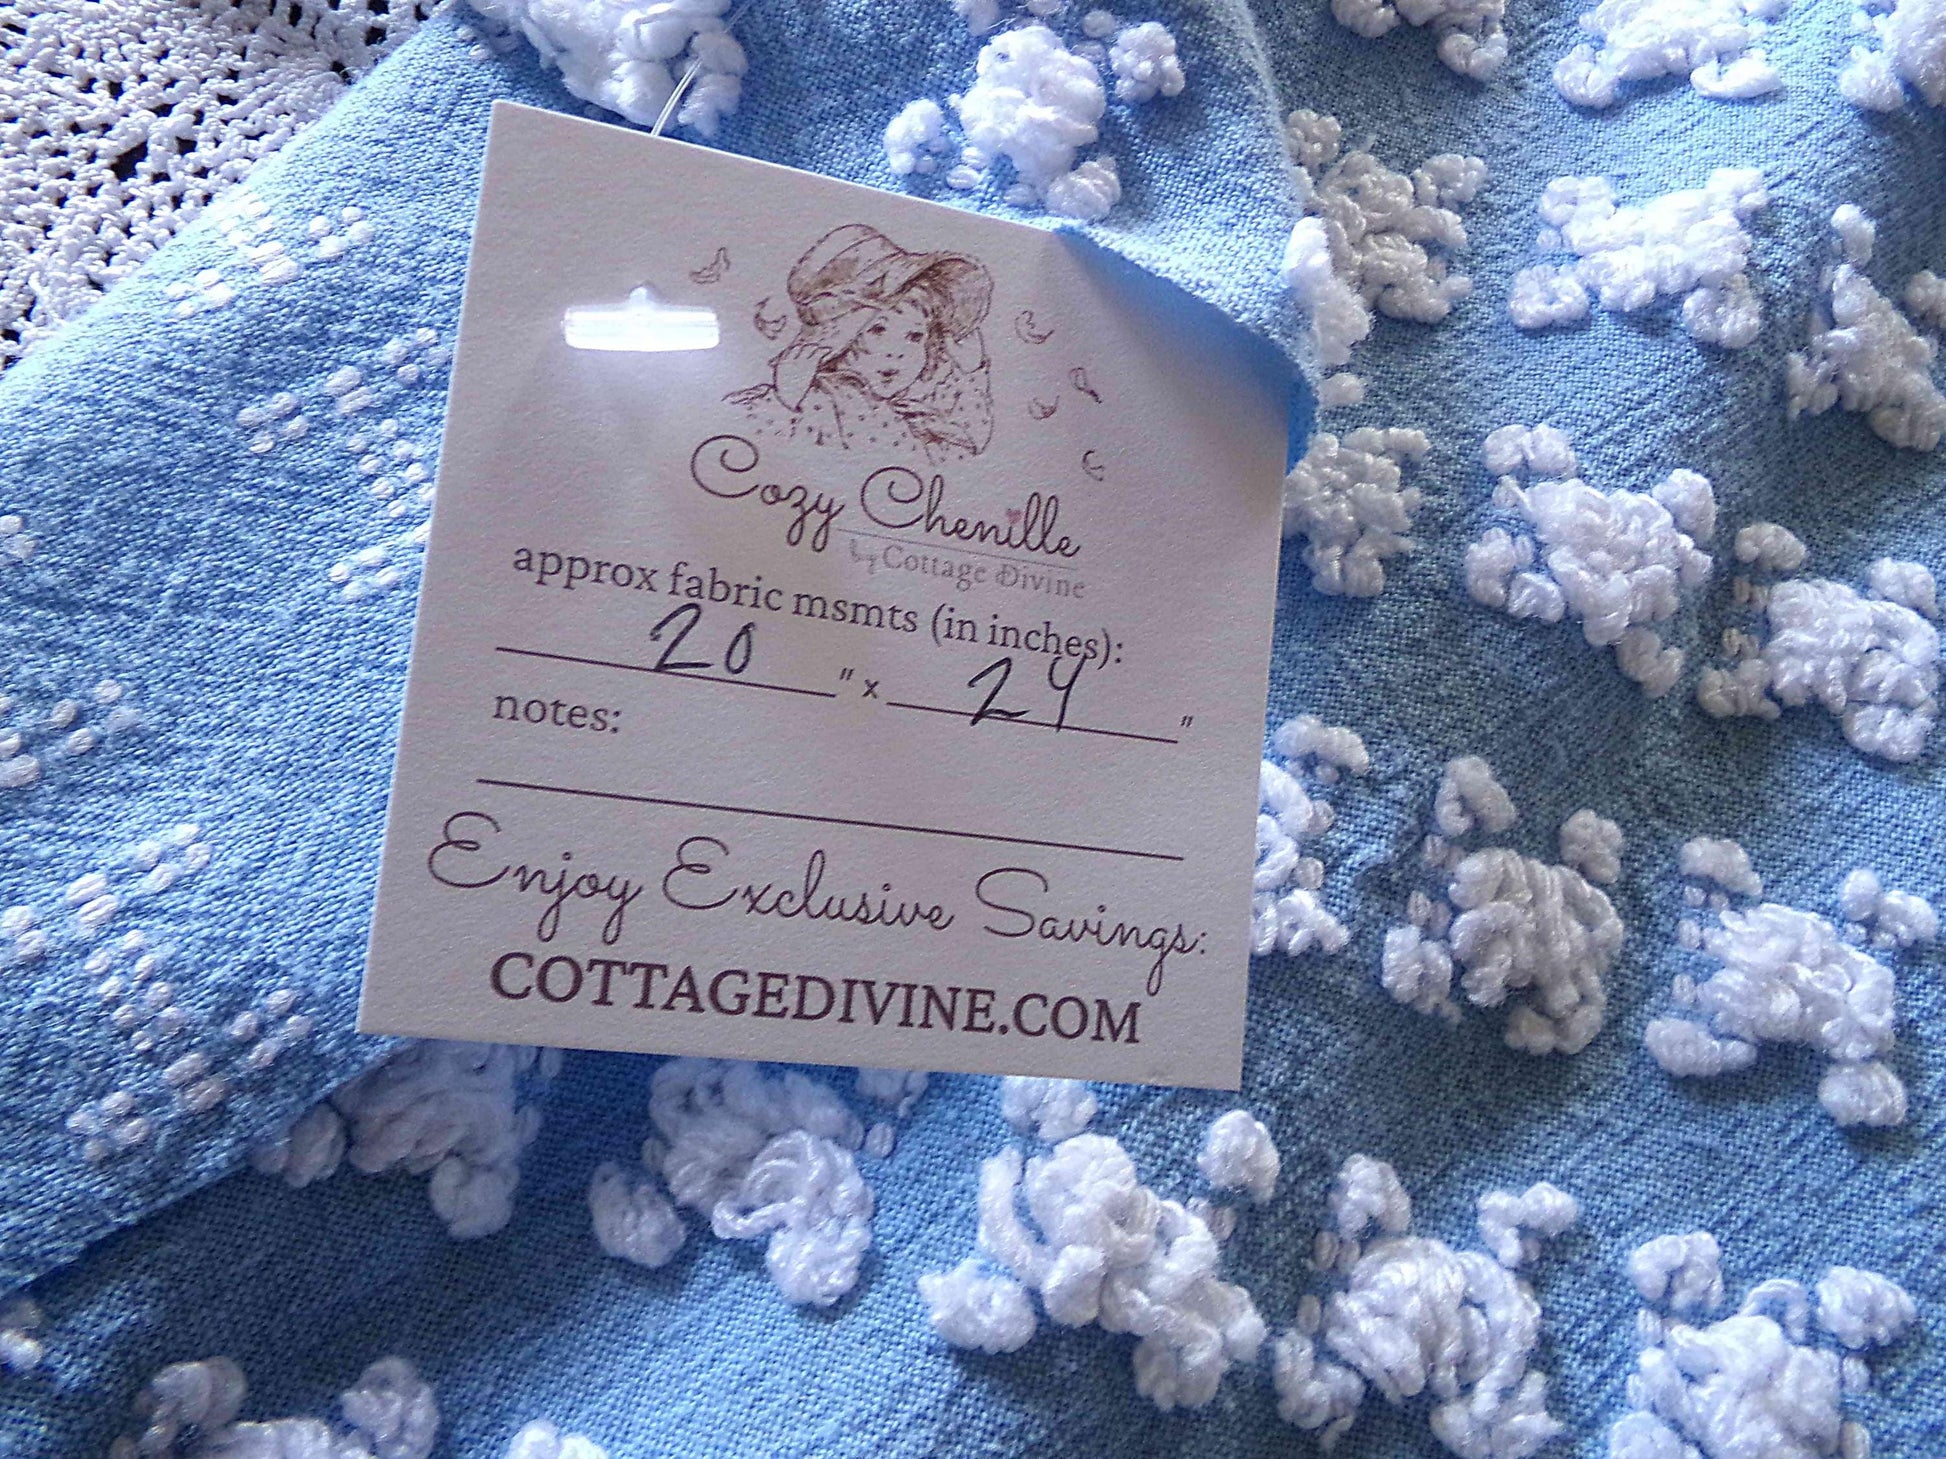 Cozy Chenille
by Cottage Divine
approx fabric msmts (in inches):
20 " x 24 "
notes:
Enjoy Exclusive Savings:
COTTAGEDIVINE.COM